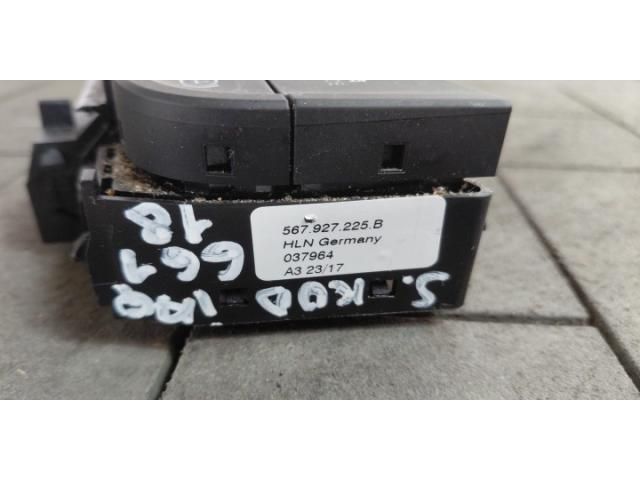 567.927.225.B
HLN Germany
037964
A3 23/17
18
661
S. KOD IAQ